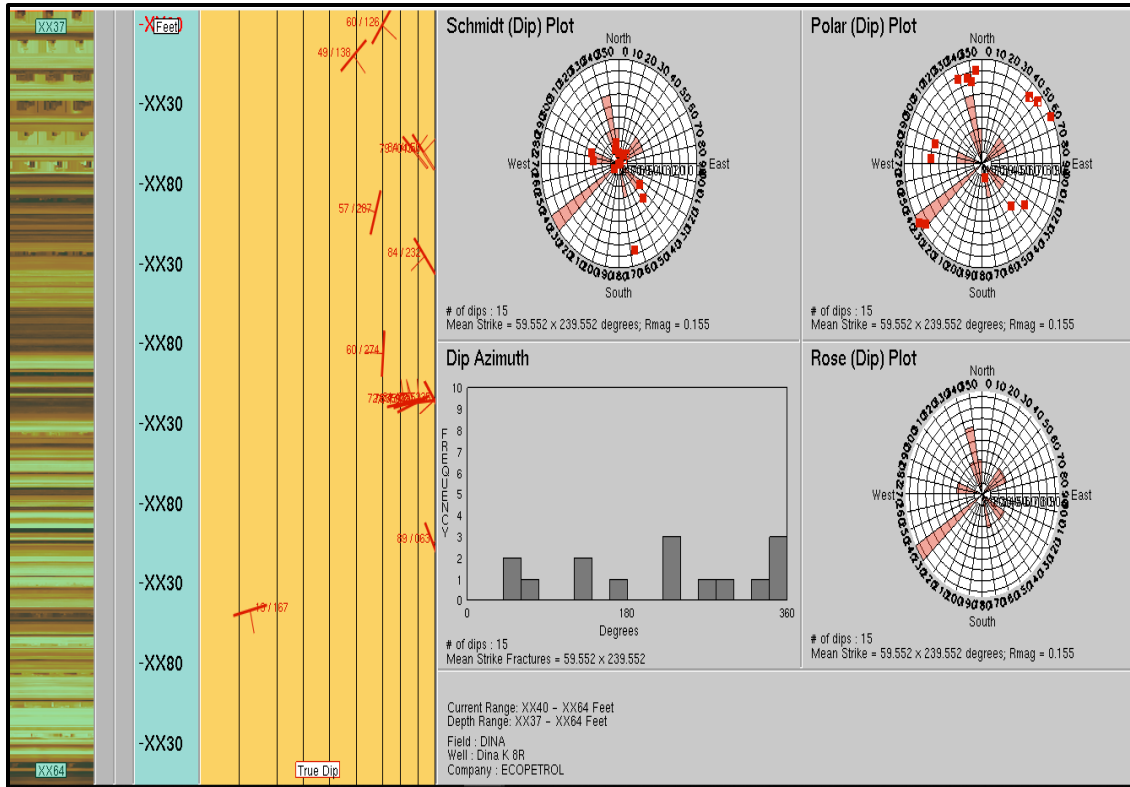 XX37
Feet
60 / 126
49 / 138
-XX30
-XX80
57 / 287
-XX30
84 / 232
-XX80
60 / 274
-XX30
-XX80
89 / 063
-XX30
19 / 167
-XX80
-XX30
XX64
True Dip
Schmidt (Dip) Plot
North
West
East
South
# of dips : 15
Mean Strike = 59.552 x 239.552 degrees; Rmag = 0.155
Polar (Dip) Plot
North
West
East
South
# of dips : 15
Mean Strike = 59.552 x 239.552 degrees; Rmag = 0.155
Dip Azimuth
FREQUENCY
10
9
8
7
6
5
4
3
2
1
0
0 180 360
Degrees
# of dips : 15
Mean Strike Fractures = 59.552 x 239.552
Rose (Dip) Plot
North
West
East
South
# of dips : 15
Mean Strike = 59.552 x 239.552 degrees; Rmag = 0.155
Current Range: XX40 - XX64 Feet
Depth Range: XX37 - XX64 Feet
Field : DINA
Well : Dina K 8R
Company : ECOPETROL